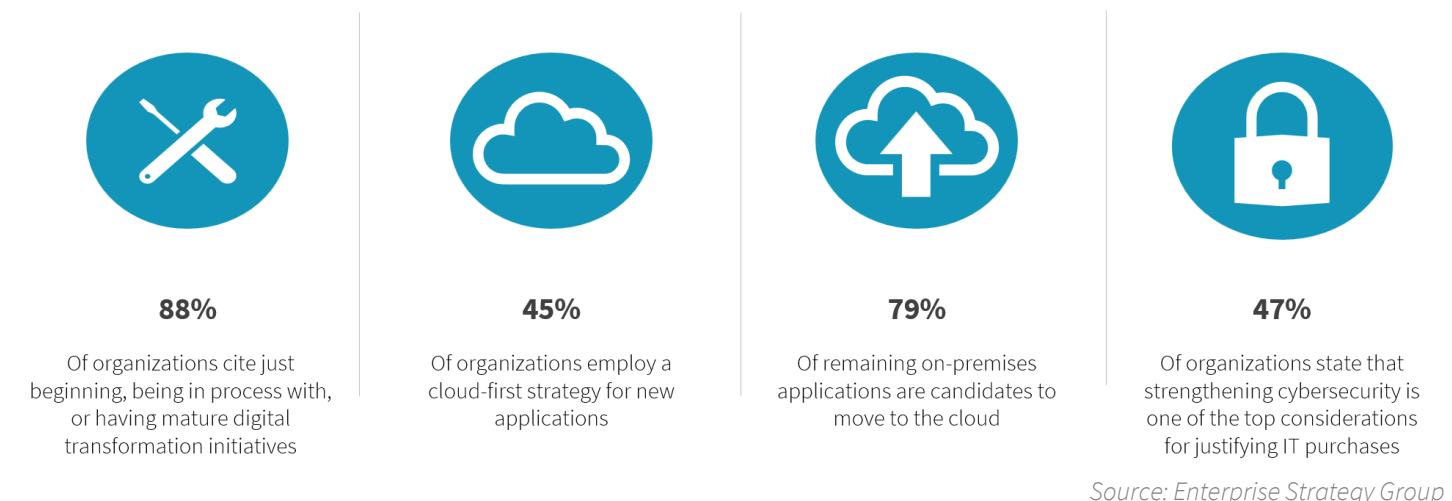 88%
Of organizations cite just
beginning, being in process with,
or having mature digital
transformation initiatives
45%
Of organizations employ a
cloud-first strategy for new
applications
79%
Of remaining on-premises
applications are candidates to
move to the cloud
47%
Of organizations state that
strengthening cybersecurity is
one of the top considerations
for justifying IT purchases
Source: Enterprise Strategy Group